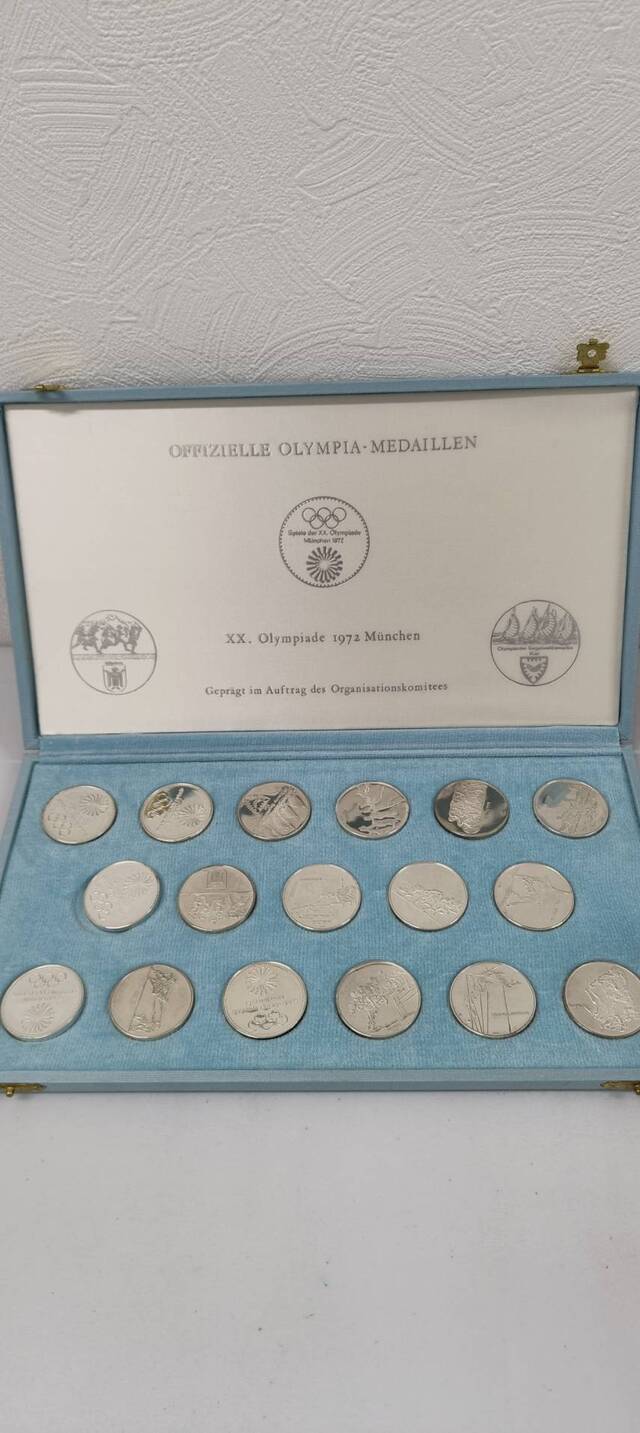 OFFIZIELLE OLYMPIA-MEDAILLEN
Spiele der XX. Olympiade
München 1972
XX. Olympiade 1972 München
Geprägt im Auftrag des Organisationskomitees